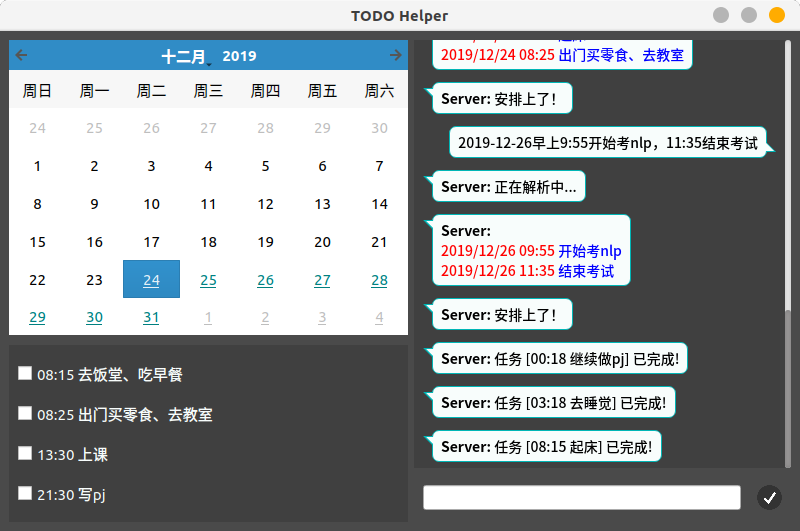 TODO Helper
十二月 2019
周日 周一 周二 周三 周四 周五 周六
24 25 26 27 28 29 30
1 2 3 4 5 6 7
8 9 10 11 12 13 14
15 16 17 18 19 20 21
22 23 24 25 26 27 28
29 30 31 1 2 3 4
08:15 去饭堂、吃早餐
08:25 出门买零食、去教室
13:30 上课
21:30 写pj
2019/12/24 08:25 出门买零食、去教室
Server: 安排上了!
2019-12-26早上9:55开始考nlp，11:35结束考试
Server: 正在解析中...
Server:
2019/12/26 09:55 开始考nlp
2019/12/26 11:35 结束考试
Server: 安排上了!
Server: 任务 [00:18 继续做pj] 已完成!
Server: 任务 [03:18 去睡觉] 已完成!
Server: 任务 [08:15 起床] 已完成!